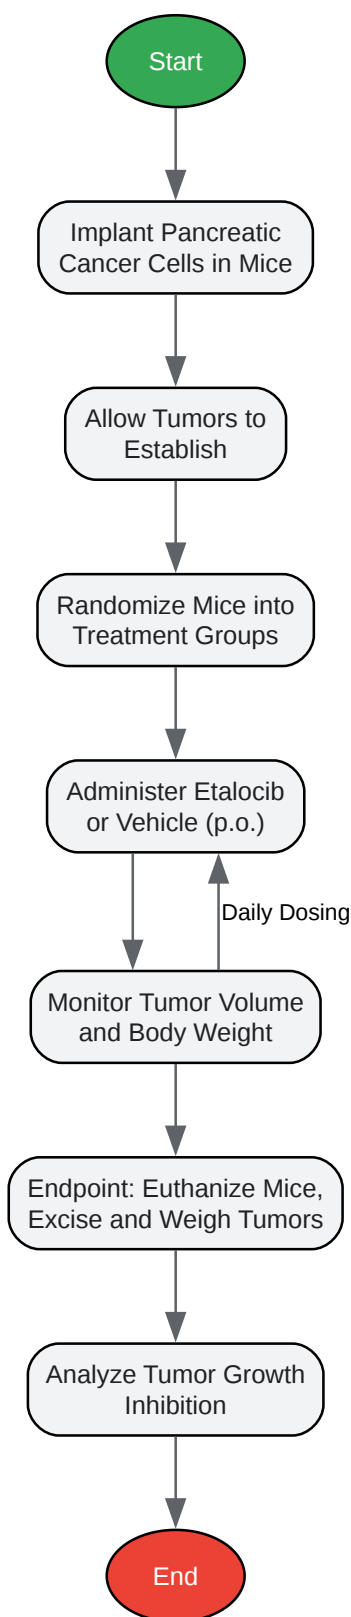 Start
Implant Pancreatic
Cancer Cells in Mice
Allow Tumors to
Establish
Randomize Mice into
Treatment Groups
Administer Etalocib
or Vehicle (p.o.)
Daily Dosing
Monitor Tumor Volume
and Body Weight
Endpoint: Euthanize Mice,
Excise and Weigh Tumors
Analyze Tumor Growth
Inhibition
End